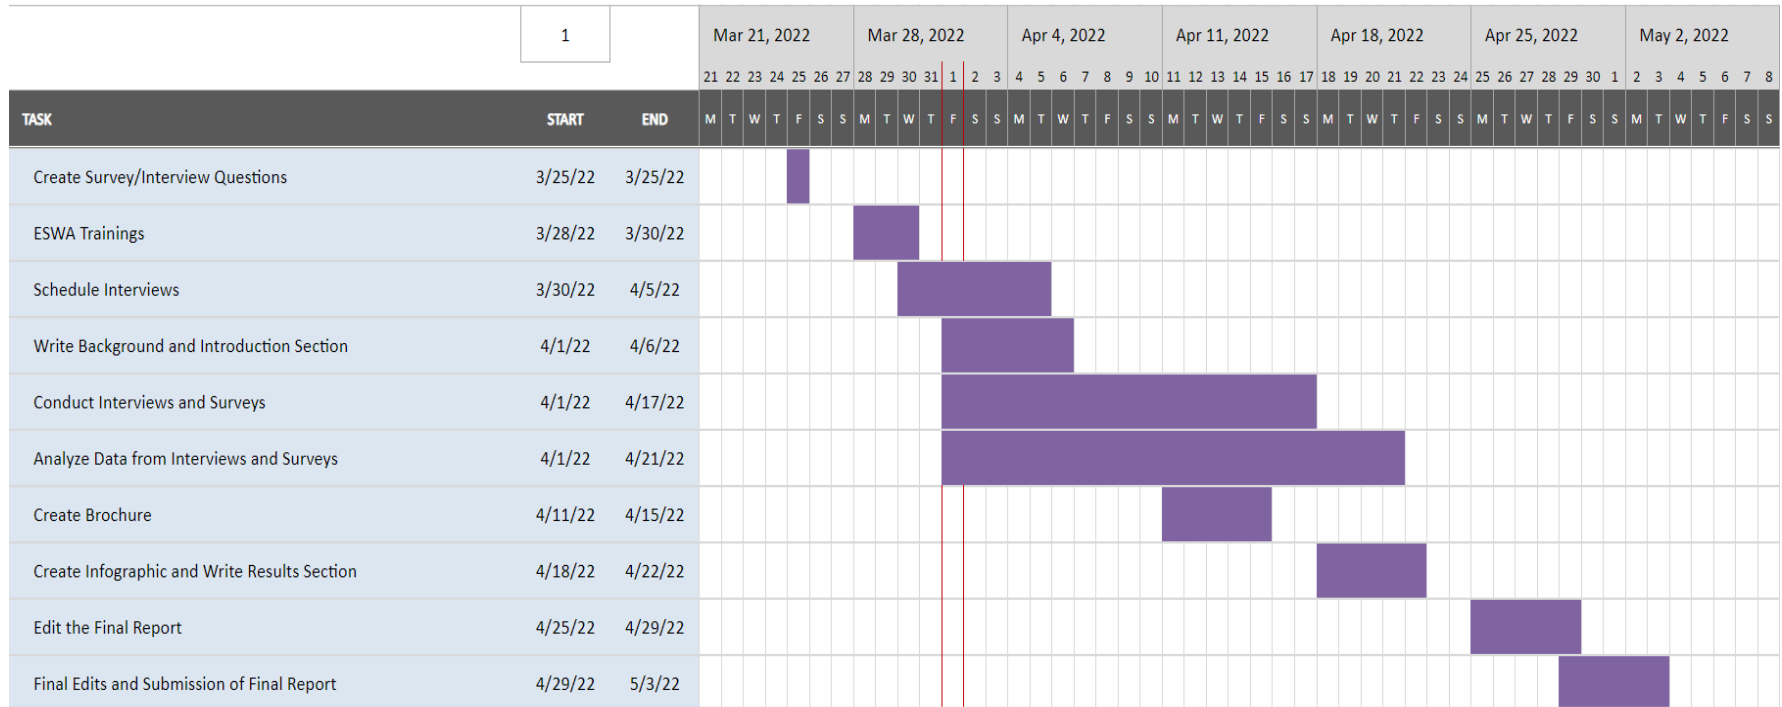 1 Mar 21, 2022 Mar 28, 2022 Apr 4, 2022 Apr 11, 2022 Apr 18, 2022 Apr 25, 2022 May 2, 2022
21 22 23 24 25 26 27 28 29 30 31 1 2 3 4 5 6 7 8 9 10 11 12 13 14 15 16 17 18 19 20 21 22 23 24 25 26 27 28 29 30 1 2 3 4 5 6 7 8
TASK START END M T W T F S S M T W T F S S M T W T F S S M T W T F S S M T W T F S S M T W T F S S M T W T F S S
Create Survey/Interview Questions 3/25/22 3/25/22
ESWA Trainings 3/28/22 3/30/22
Schedule Interviews 3/30/22 4/5/22
Write Background and Introduction Section 4/1/22 4/6/22
Conduct Interviews and Surveys 4/1/22 4/17/22
Analyze Data from Interviews and Surveys 4/1/22 4/21/22
Create Brochure 4/11/22 4/15/22
Create Infographic and Write Results Section 4/18/22 4/22/22
Edit the Final Report 4/25/22 4/29/22
Final Edits and Submission of Final Report 4/29/22 5/3/22